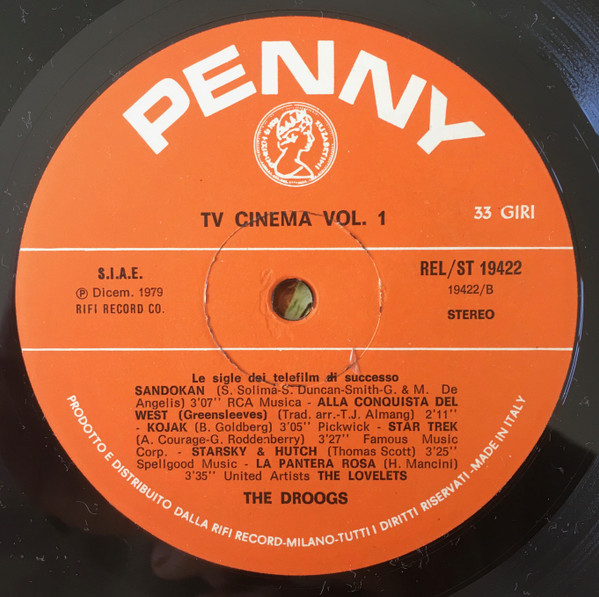 PENNY
TV CINEMA VOL. 1
33 GIRI
S.I.A.E.
Ⓟ Dicem. 1979
RIFI RECORD CO.
REL/ST 19422
19422/B
STEREO
Le sigle dei telefilm di successo
SANDOKAN (S. Solima-S. Duncan-Smith-G. & M. De
Angelis) 3'07'' RCA Musica - ALLA CONQUISTA DEL
WEST (Greensleeves) (Trad. arr.-T.J. Almang) 2'11''
- KOJAK (B. Goldberg) 3'05'' Pickwick - STAR TREK
(A. Courage-G. Roddenberry) 3'27'' Famous Music
Corp. - STARSKY & HUTCH (Thomas Scott) 3'25''
Spellgood Music - LA PANTERA ROSA (H. Mancini)
3'35'' United Artists THE LOVELETS
THE DROOGS
PRODOTTO E DISTRIBUITO DALLA RIFI RECORD-MILANO-TUTTI I DIRITTI RISERVATI-MADE IN ITALY